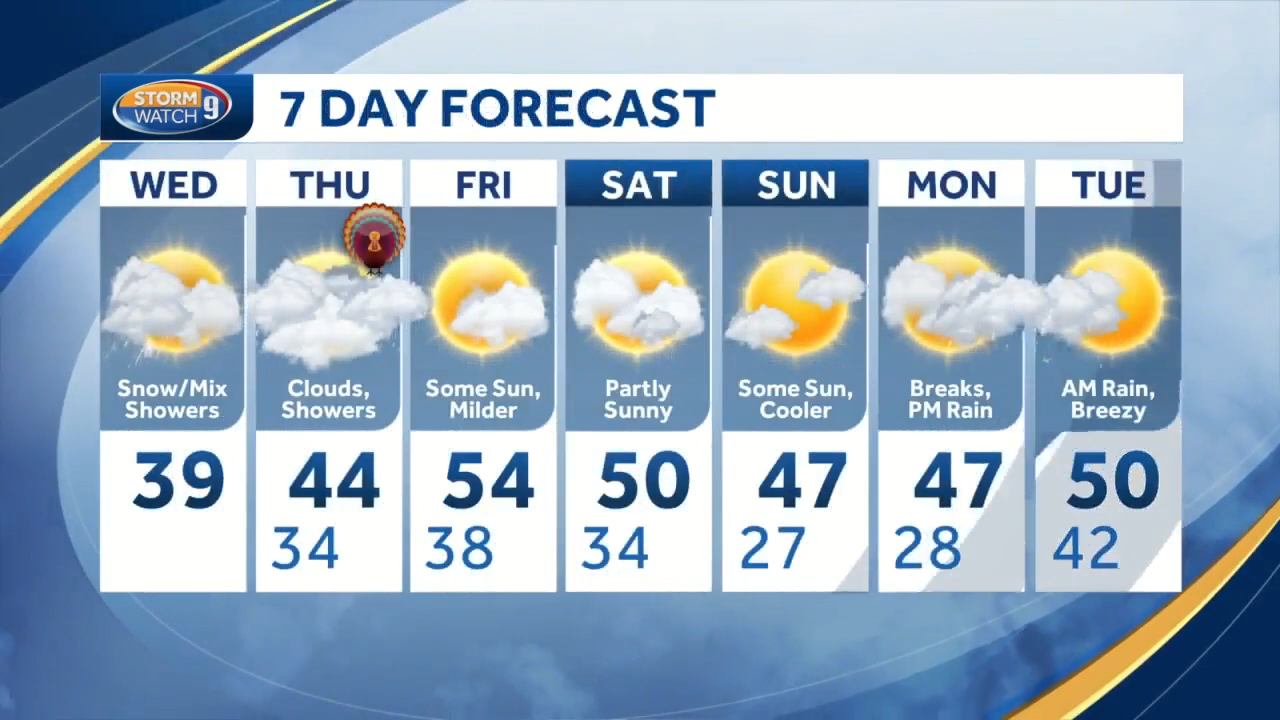 STORM
WATCH 9
7 DAY FORECAST
WED
THU
FRI
SAT
SUN
MON
TUE
Snow/Mix
Showers
Clouds,
Showers
Some Sun,
Milder
Partly
Sunny
Some Sun,
Cooler
Breaks,
PM Rain
AM Rain,
Breezy
39
44
54
50
47
47
50
34
38
34
27
28
42